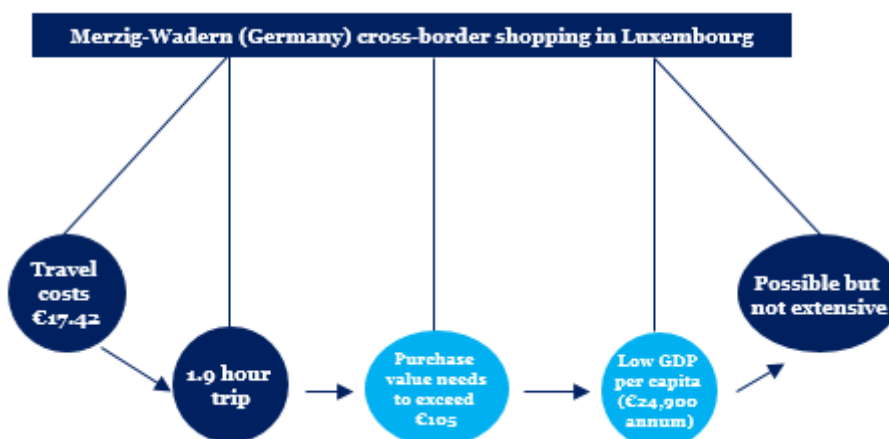 Merzig-Wadern (Germany) cross-border shopping in Luxembourg
Travel
costs
€17.42
1.9 hour
trip
Purchase
value needs
to exceed
€105
Low GDP
per capita
(€24,900
annum)
Possible but
not extensive